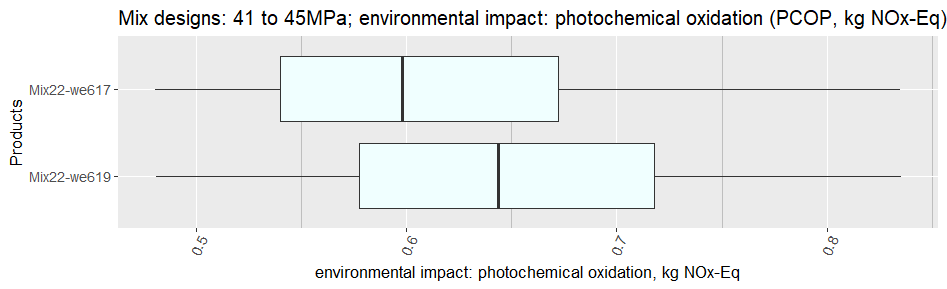 Mix designs: 41 to 45MPa; environmental impact: photochemical oxidation (PCOP, kg NOx-Eq)
Products
Mix22-we617
Mix22-we619
0.5
0.6
0.7
0.8
environmental impact: photochemical oxidation, kg NOx-Eq